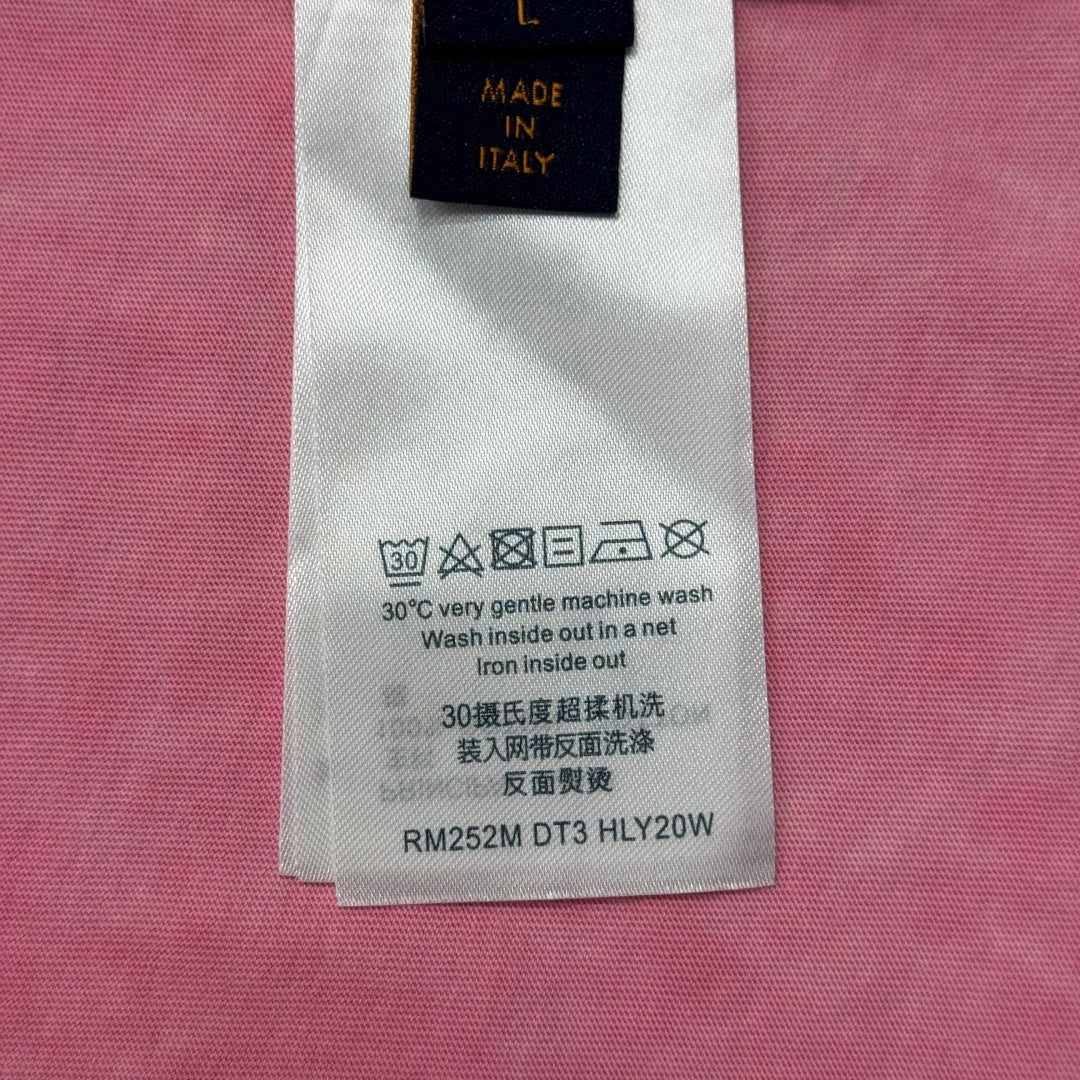 L
MADE
IN
ITALY
30
30°C very gentle machine wash
Wash inside out in a net
Iron inside out
30摄氏度超揉机洗
装入网带反面洗涤
反面熨烫
RM252M DT3 HLY20W